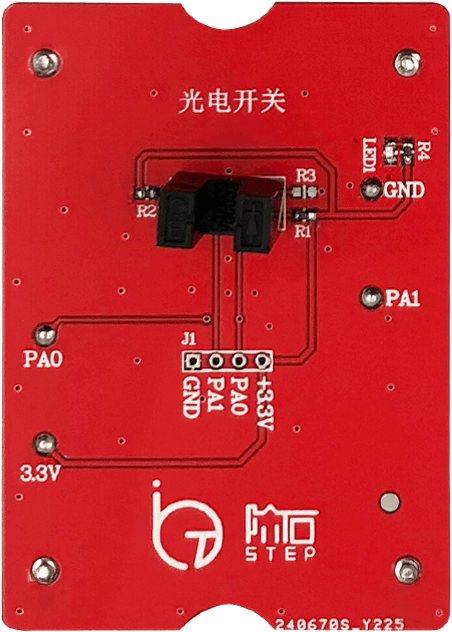 光电开关
LED1
R4
R3
GND
R2
R1
PA1
PA0
J1
GND
PA1
PA0
+3.3V
3.3V
STEP
240670S_Y225